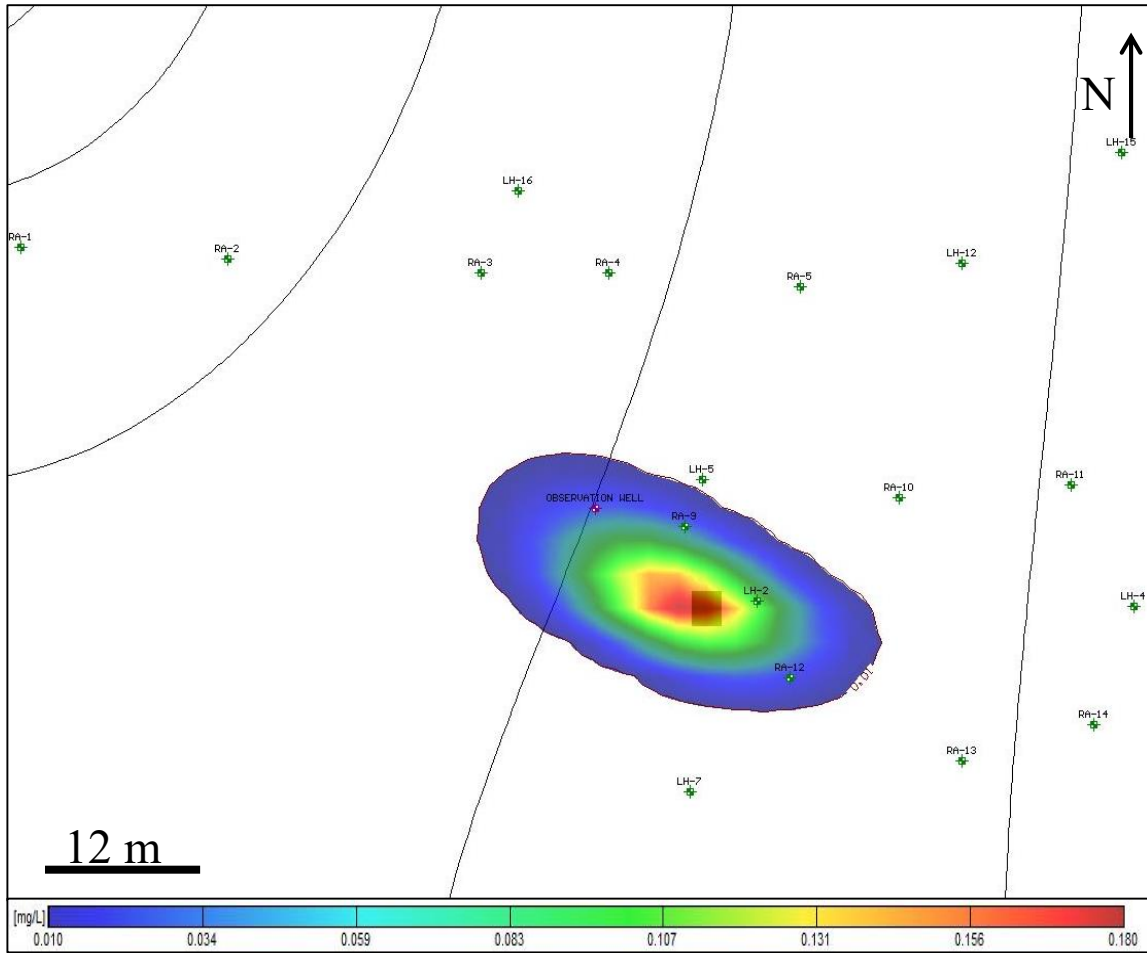 N
LH-15
LH-16
RA-1
RA-2
RA-3
RA-4
RA-5
LH-12
LH-5
RA-10
RA-11
OBSERVATION WELL
RA-9
LH-2
LH-4
RA-12
0.01
RA-14
RA-13
LH-7
12 m
[mg/L]
0.010 0.034 0.059 0.083 0.107 0.131 0.156 0.180